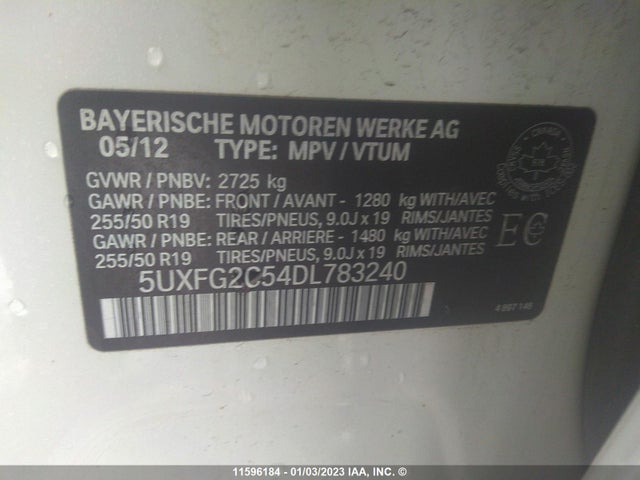 BAYERISCHE MOTOREN WERKE AG
05/12 TYPE: MPV / VTUM
GVWR / PNBV: 2725 kg
GAWR / PNBE: FRONT / AVANT - 1280 kg WITH/AVEC
255/50 R19 TIRES/PNEUS, 9.0J x 19 RIMS/JANTES
GAWR / PNBE: REAR / ARRIERE - 1480 kg WITH/AVEC
255/50 R19 TIRES/PNEUS, 9.0J x 19 RIMS/JANTES
5UXFG2C54DL783240
CANADA
EC
11596184 - 01/03/2023 IAA, INC. ©